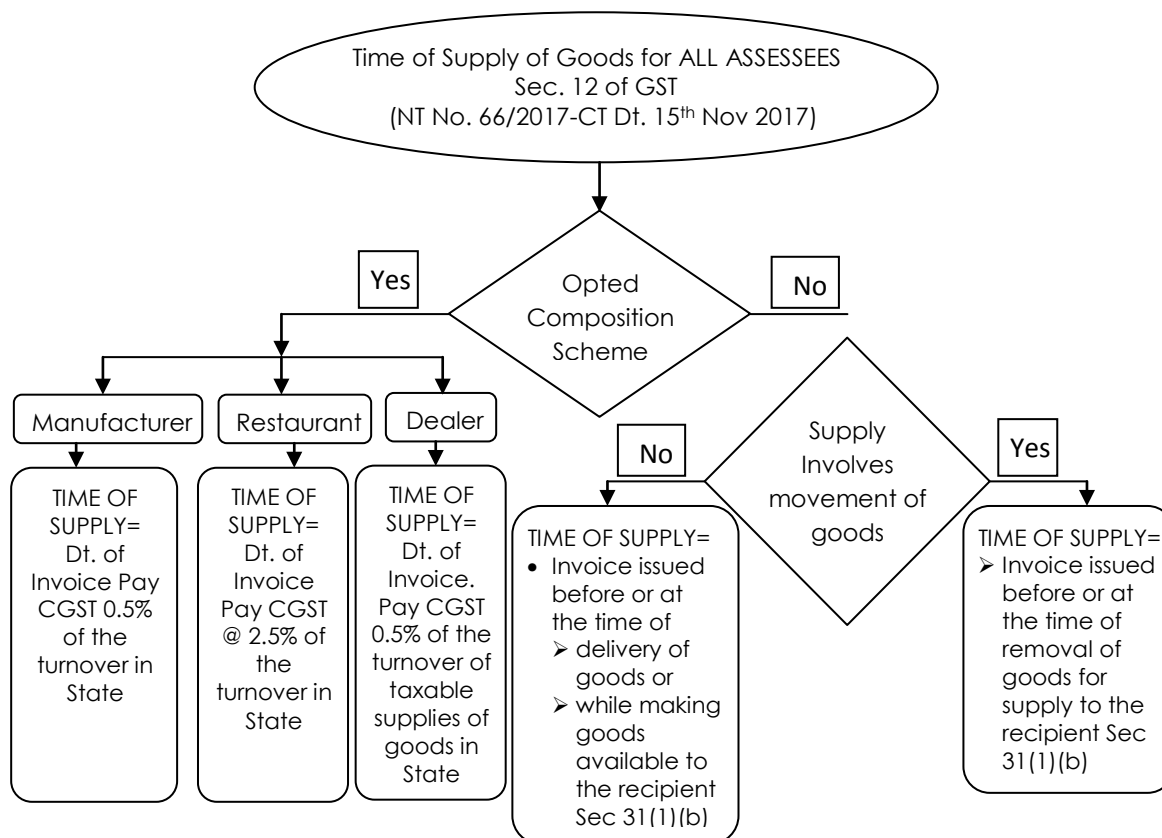 Time of Supply of Goods for ALL ASSESSEES
Sec. 12 of GST
(NT No. 66/2017-CT Dt. 15th Nov 2017)
Yes
Opted
Composition
Scheme
No
Manufacturer
Restaurant
Dealer
TIME OF
SUPPLY=
Dt. of
Invoice Pay
CGST 0.5%
of the
turnover in
State
TIME OF
SUPPLY=
Dt. of
Invoice
Pay CGST
@ 2.5% of
the
turnover in
State
TIME OF
SUPPLY=
Dt. of
Invoice.
Pay CGST
0.5% of the
turnover of
taxable
supplies of
goods in
State
No
Supply
Involves
movement of
goods
Yes
TIME OF SUPPLY=
• Invoice issued
before or at
the time of
➢ delivery of
goods or
➢ while making
goods
available to
the recipient
Sec 31(1)(b)
TIME OF SUPPLY=
➢ Invoice issued
before or at
the time of
removal of
goods for
supply to the
recipient Sec
31(1)(b)